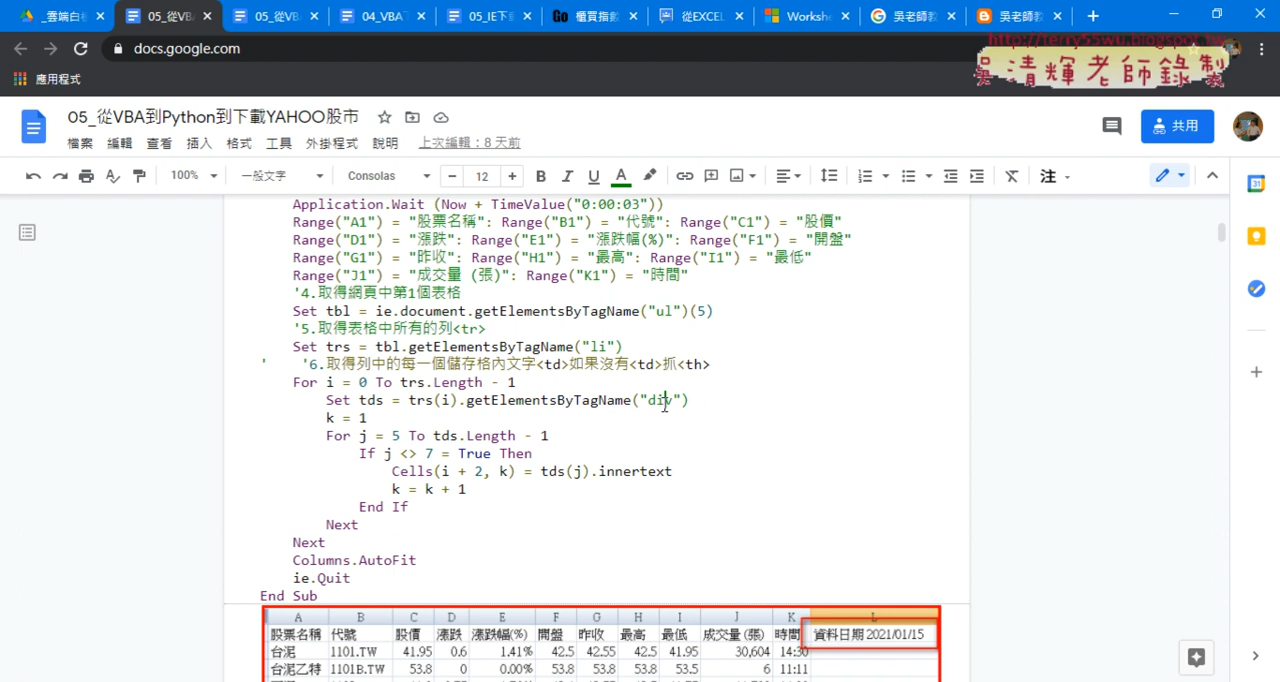 _雲端白板
05_從VBA
05_從VBA
04_VBA
05_IE下
Go 櫃買指
從EXCEL
Workshe
吳老師教
吳老師教
docs.google.com
http://terry55wu.blogspot.tw
吳清輝老師錄製
應用程式
05_從VBA到Python到下載YAHOO股市
共用
檔案 編輯 查看 插入 格式 工具 外掛程式 說明 上次編輯：8 天前
100% 一般文字 Consolas 12 B I U A 注
Application.Wait (Now + TimeValue("0:00:03"))
Range("A1") = "股票名稱": Range("B1") = "代號": Range("C1") = "股價"
Range("D1") = "漲跌": Range("E1") = "漲跌幅(%)": Range("F1") = "開盤"
Range("G1") = "昨收": Range("H1") = "最高": Range("I1") = "最低"
Range("J1") = "成交量 (張)": Range("K1") = "時間"
'4.取得網頁中第1個表格
Set tbl = ie.document.getElementsByTagName("ul")(5)
'5.取得表格中所有的列<tr>
Set trs = tbl.getElementsByTagName("li")
' '6.取得列中的每一個儲存格內文字<td>如果沒有<td>抓<th>
For i = 0 To trs.Length - 1
Set tds = trs(i).getElementsByTagName("div")
k = 1
For j = 5 To tds.Length - 1
If j <> 7 = True Then
Cells(i + 2, k) = tds(j).innertext
k = k + 1
End If
Next
Next
Columns.AutoFit
ie.Quit
End Sub
A B C D E F G H I J K L
股票名稱 代號 股價 漲跌 漲跌幅(%) 開盤 昨收 最高 最低 成交量 (張) 時間 資料日期 2021/01/15
台泥 1101.TW 41.95 0.6 1.41% 42.5 42.55 42.5 41.95 30,604 14:30
台泥乙特 1101B.TW 53.8 0 0.00% 53.8 53.8 53.8 53.5 6 11:11